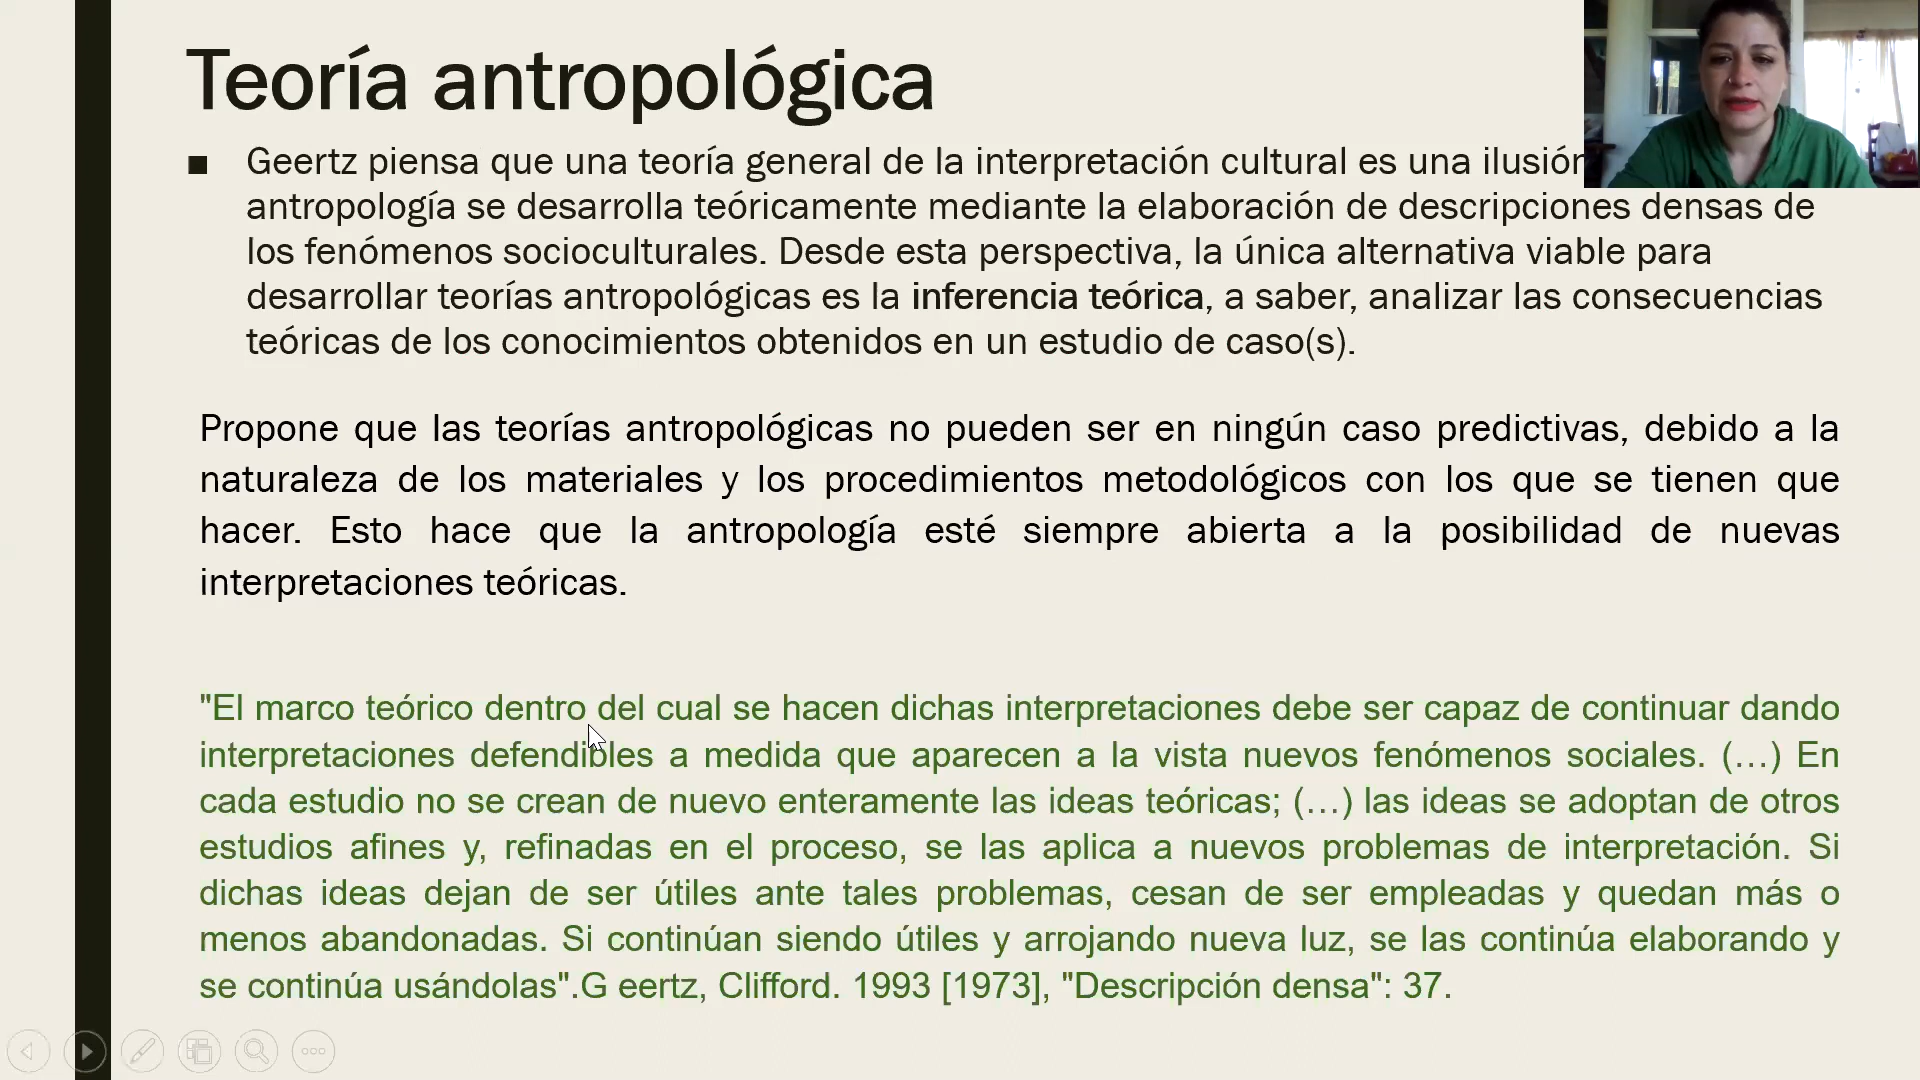 Teoría antropológica
■ Geertz piensa que una teoría general de la interpretación cultural es una ilusión
antropología se desarrolla teóricamente mediante la elaboración de descripciones densas de
los fenómenos socioculturales. Desde esta perspectiva, la única alternativa viable para
desarrollar teorías antropológicas es la inferencia teórica, a saber, analizar las consecuencias
teóricas de los conocimientos obtenidos en un estudio de caso(s).
Propone que las teorías antropológicas no pueden ser en ningún caso predictivas, debido a la
naturaleza de los materiales y los procedimientos metodológicos con los que se tienen que
hacer. Esto hace que la antropología esté siempre abierta a la posibilidad de nuevas
interpretaciones teóricas.
"El marco teórico dentro del cual se hacen dichas interpretaciones debe ser capaz de continuar dando
interpretaciones defendibles a medida que aparecen a la vista nuevos fenómenos sociales. (…) En
cada estudio no se crean de nuevo enteramente las ideas teóricas; (…) las ideas se adoptan de otros
estudios afines y, refinadas en el proceso, se las aplica a nuevos problemas de interpretación. Si
dichas ideas dejan de ser útiles ante tales problemas, cesan de ser empleadas y quedan más o
menos abandonadas. Si continúan siendo útiles y arrojando nueva luz, se las continúa elaborando y
se continúa usándolas".G eertz, Clifford. 1993 [1973], "Descripción densa": 37.